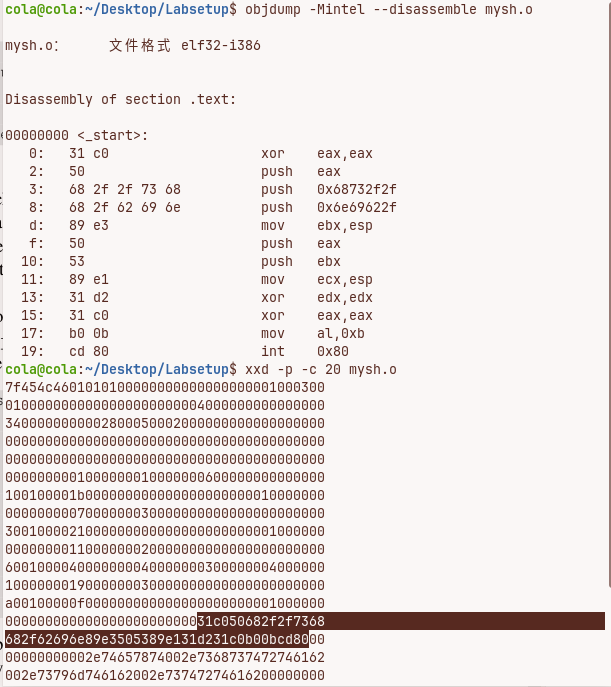 cola@cola:~/Desktop/Labsetup$ objdump -Mintel --disassemble mysh.o
mysh.o：     文件格式 elf32-i386
Disassembly of section .text:
00000000 <_start>:
   0:   31 c0                   xor    eax,eax
   2:   50                      push   eax
   3:   68 2f 2f 73 68          push   0x68732f2f
   8:   68 2f 62 69 6e          push   0x6e69622f
   d:   89 e3                   mov    ebx,esp
   f:   50                      push   eax
  10:   53                      push   ebx
  11:   89 e1                   mov    ecx,esp
  13:   31 d2                   xor    edx,edx
  15:   31 c0                   xor    eax,eax
  17:   b0 0b                   mov    al,0xb
  19:   cd 80                   int    0x80
cola@cola:~/Desktop/Labsetup$ xxd -p -c 20 mysh.o
7f454c4601010100000000000000000001000300
0100000000000000000000004000000000000000
3400000000002800050002000000000000000000
0000000000000000000000000000000000000000
0000000000000000000000000000000000000000
0000000001000000010000000600000000000000
100100001b000000000000000000000010000000
0000000007000000030000000000000000000000
3001000021000000000000000000000001000000
0000000011000000020000000000000000000000
6001000040000000040000000300000004000000
1000000019000000030000000000000000000000
a00100000f000000000000000000000001000000
00000000000000000000000031c050682f2f7368
682f62696e89e3505389e131d231c0b00bcd8000
00000000002e74657874002e7368737472746162
002e73796d746162002e73747274616200000000